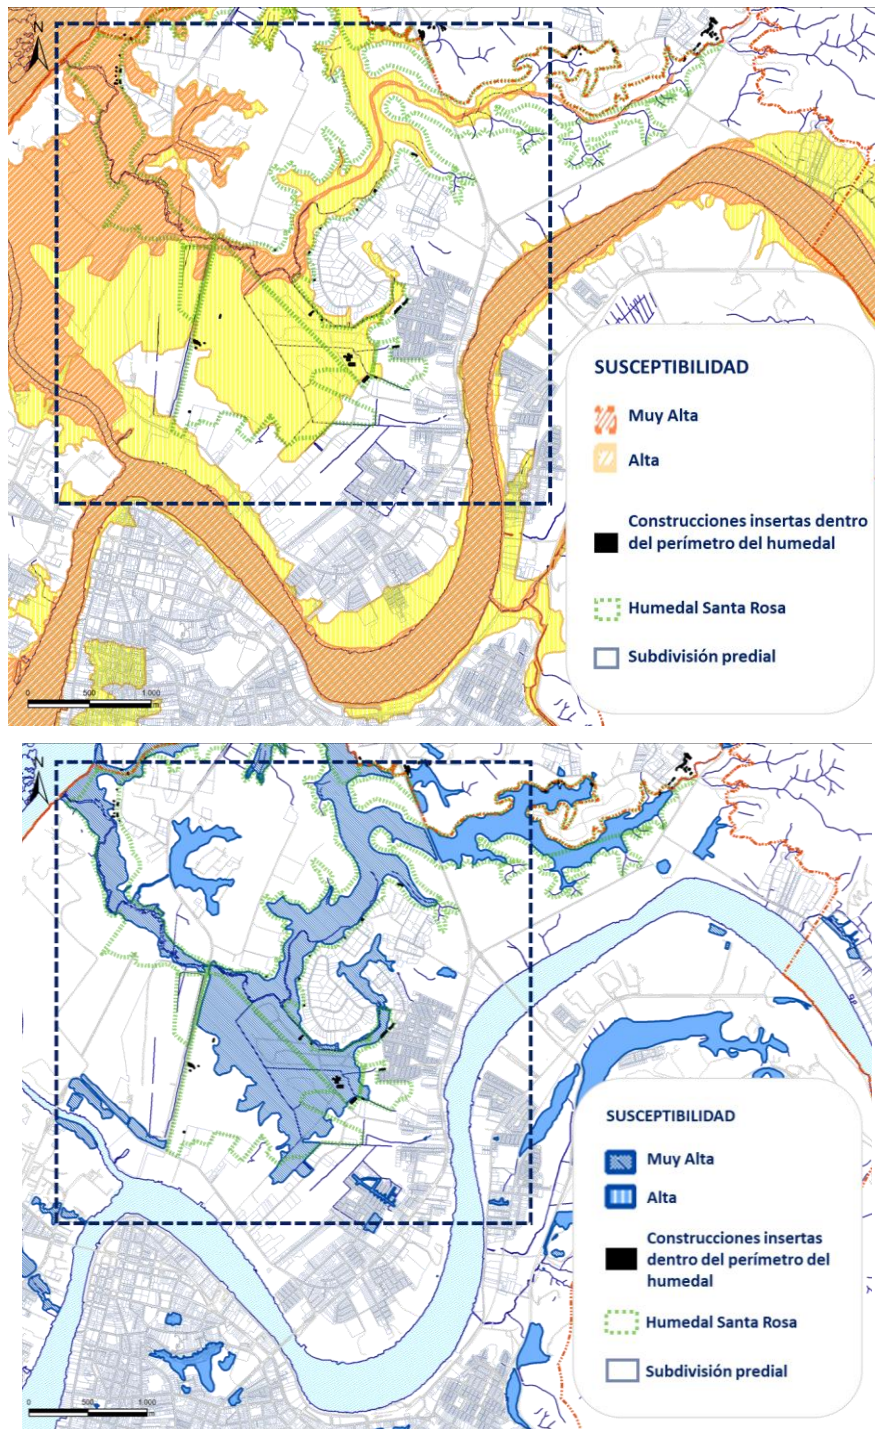 N
SUSCEPTIBILIDAD
Muy Alta
Alta
Construcciones insertas dentro
del perímetro del humedal
Humedal Santa Rosa
Subdivisión predial
0 500 1 000
m
N
SUSCEPTIBILIDAD
Muy Alta
Alta
Construcciones insertas
dentro del perímetro del
humedal
Humedal Santa Rosa
Subdivisión predial
0 500 1 000
m